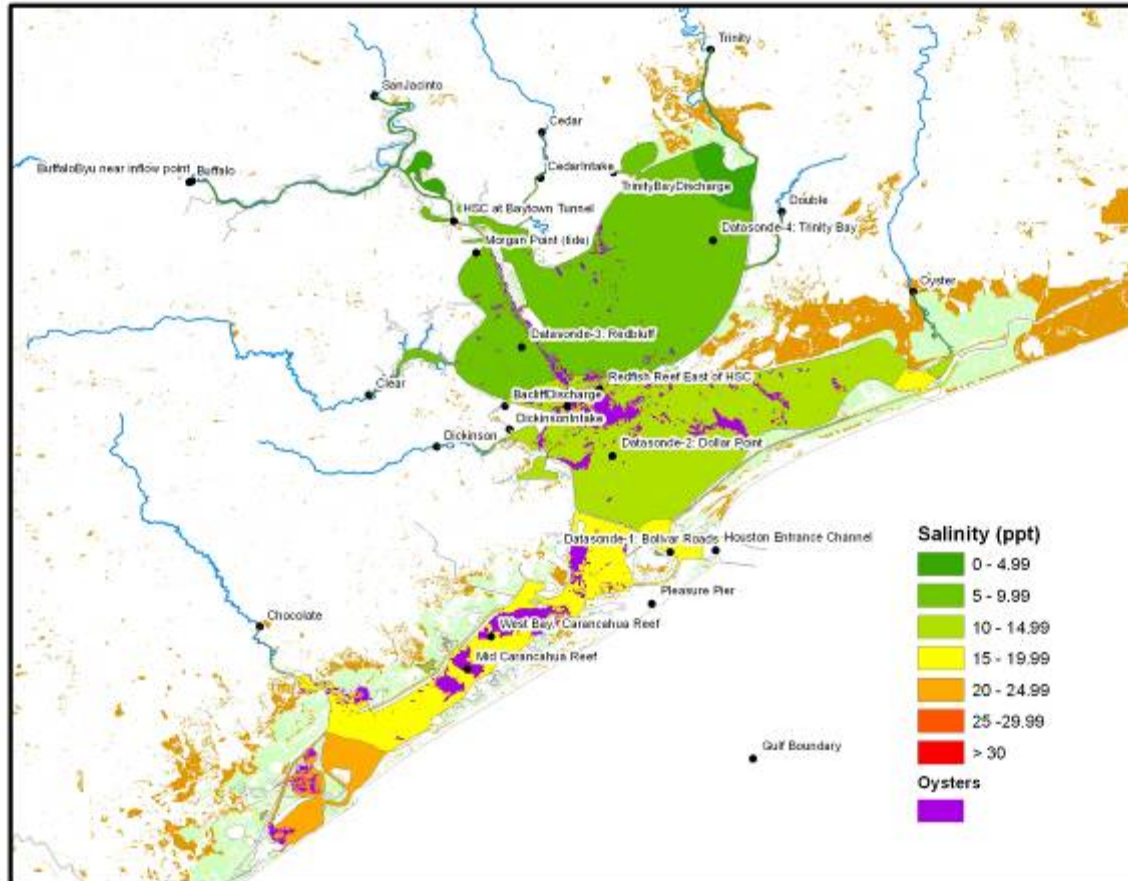 Trinity
SanJacinto
Cedar
BuffaloByu near inflow point
Buffalo
CedarIntake
TrinityBayDischarge
Double
HSC at Baytown Tunnel
Datasonde-4: Trinity Bay
Morgan Point (tide)
Oyster
Datasonde-3: Redbluff
Clear
Redfish Reef East of HSC
BacliffDischarge
DickinsonIntake
Dickinson
Datasonde-2: Dollar Point
Datasonde-1: Bolivar Roads
Houston Entrance Channel
Pleasure Pier
Chocolate
West Bay, Carancahua Reef
Mid Carancahua Reef
Gulf Boundary
Salinity (ppt)
0 - 4.99
5 - 9.99
10 - 14.99
15 - 19.99
20 - 24.99
25 -29.99
> 30
Oysters